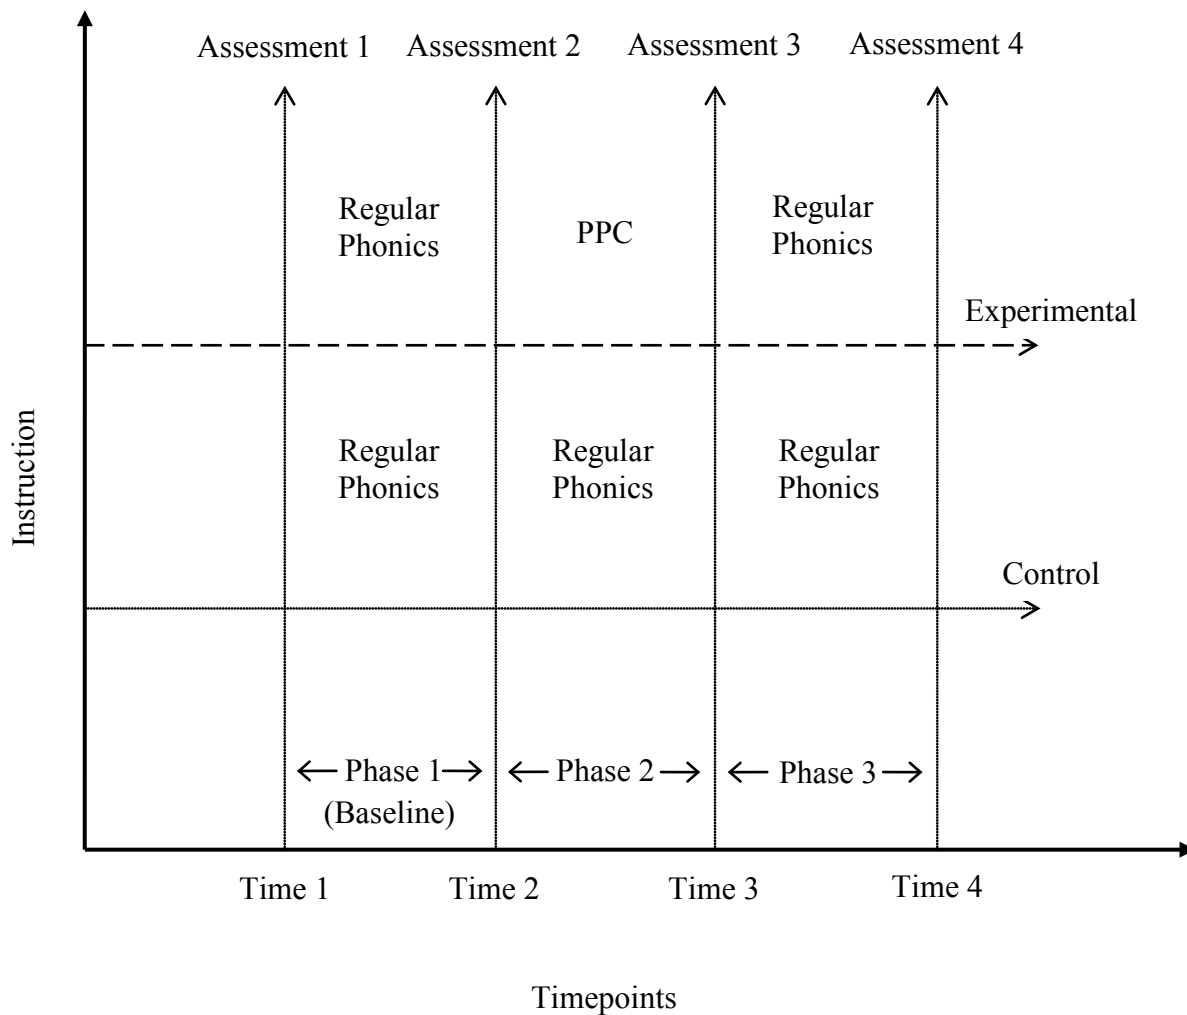 Assessment 1
Assessment 2
Assessment 3
Assessment 4
Regular
Phonics
PPC
Regular
Phonics
Experimental
Regular
Phonics
Regular
Phonics
Regular
Phonics
Instruction
Control
Phase 1
(Baseline)
Phase 2
Phase 3
Time 1
Time 2
Time 3
Time 4
Timepoints